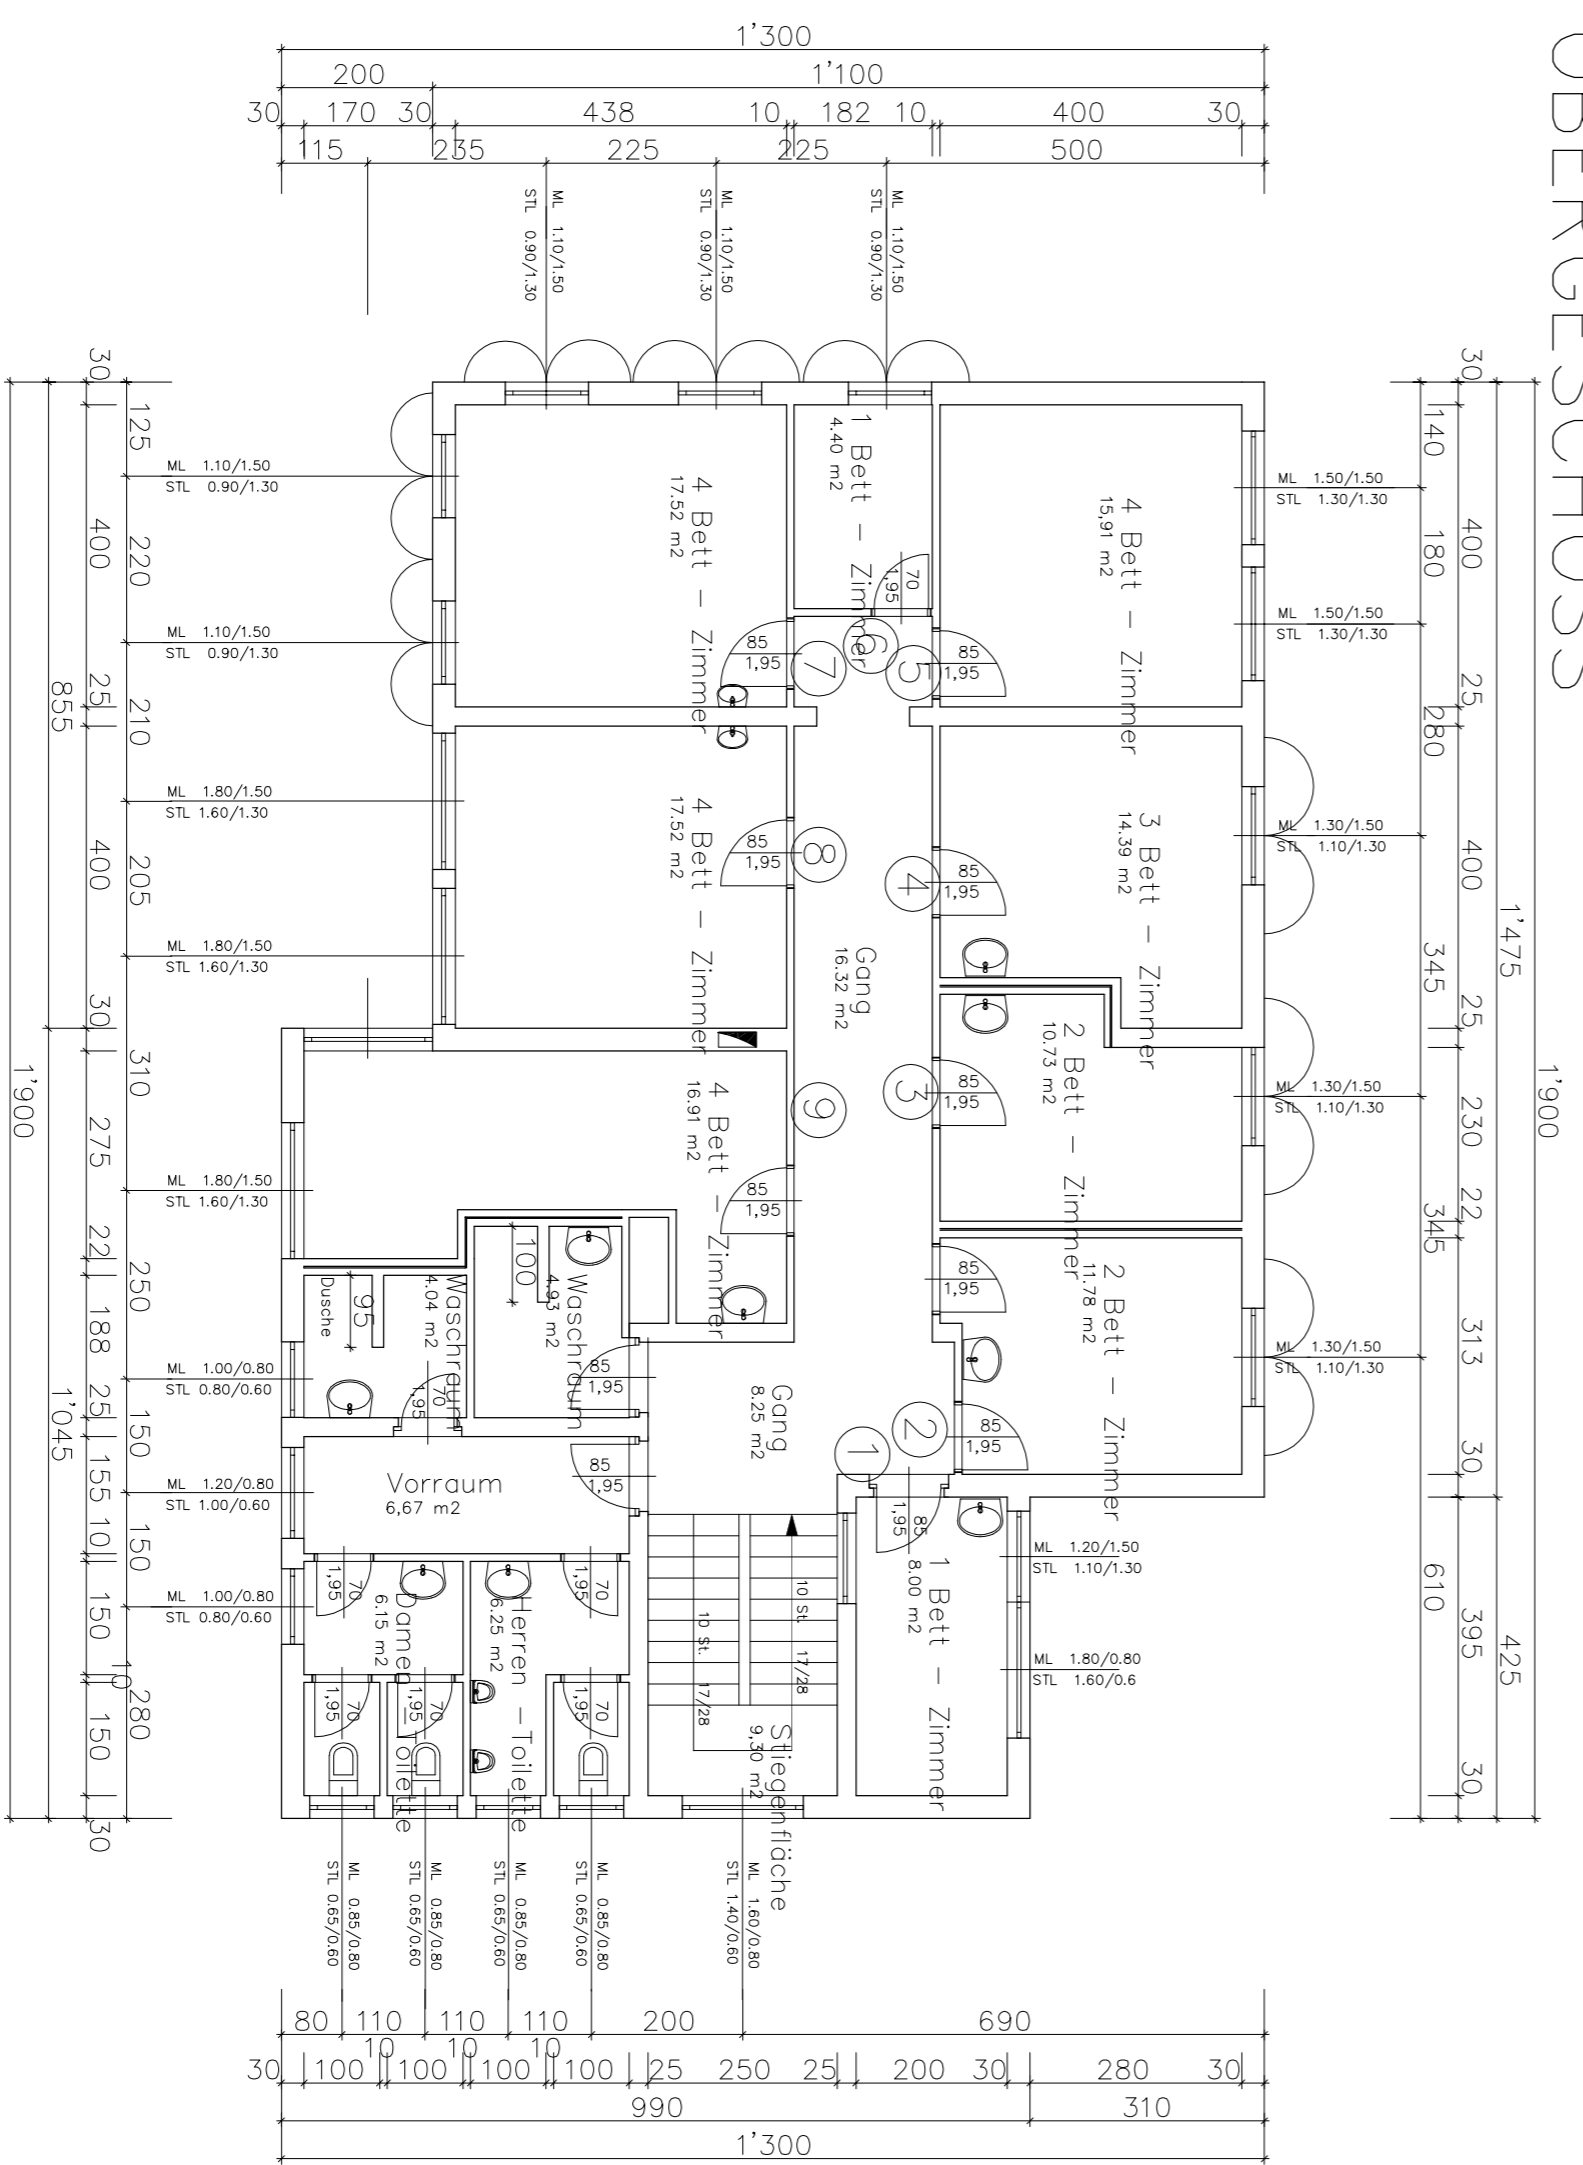 OBERGESCHOSS
1'300
200 1'100
30 170 30 438 10 182 10 400 30
115 235 225 225 500
ML 1.10/1.50
STL 0.90/1.30
ML 1.10/1.50
STL 0.90/1.30
ML 1.10/1.50
STL 0.90/1.30
30 400 25 400 30 275 22 188 25 155 10 150 10 150 30
125 220 210 205 310 250 150 150 280
855 1'045
1'900
ML 1.10/1.50
STL 0.90/1.30
ML 1.10/1.50
STL 0.90/1.30
ML 1.80/1.50
STL 1.60/1.30
ML 1.80/1.50
STL 1.60/1.30
ML 1.80/1.50
STL 1.60/1.30
ML 1.00/0.80
STL 0.80/0.60
ML 1.20/0.80
STL 1.00/0.60
ML 1.00/0.80
STL 0.80/0.60
4 Bett - Zimmer
17.52 m2
85
1,95
7
1 Bett - Zimmer
4.40 m2
70
1,95
6
4 Bett - Zimmer
15,91 m2
85
1,95
5
4 Bett - Zimmer
17.52 m2
85
1,95
8
3 Bett - Zimmer
14.39 m2
85
1,95
4
Gang
16.32 m2
2 Bett - Zimmer
10.73 m2
85
1,95
3
4 Bett - Zimmer
16.91 m2
85
1,95
9
2 Bett - Zimmer
11.78 m2
85
1,95
85
1,95
2
Waschraum
4.04 m2
95
Dusche
70
1,95
Waschraum
4.93 m2
100
85
1,95
Gang
8.25 m2
1
Vorraum
6,67 m2
85
1,95
1 Bett - Zimmer
8.00 m2
85
1,95
Damen - Toilette
6.15 m2
70
1,95
70
1,95
70
1,95
Herren - Toilette
6.25 m2
70
1,95
70
1,95
Stiegenfläche
9,30 m2
10 St. 17/28
10 St. 17/28
ML 1.50/1.50
STL 1.30/1.30
ML 1.50/1.50
STL 1.30/1.30
ML 1.30/1.50
STL 1.10/1.30
ML 1.30/1.50
STL 1.10/1.30
ML 1.30/1.50
STL 1.10/1.30
ML 1.20/1.50
STL 1.10/1.30
ML 1.80/0.80
STL 1.60/0.6
140 180 280 345 345 610
30 400 25 400 25 230 22 313 30 395 30
1'475 425
1'900
ML 0.85/0.80
STL 0.65/0.60
ML 0.85/0.80
STL 0.65/0.60
ML 0.85/0.80
STL 0.65/0.60
ML 0.85/0.80
STL 0.65/0.60
ML 1.60/0.80
STL 1.40/0.60
80 110 110 110 200 690
10 10 10
30 100 100 100 100 25 250 25 200 30 280 30
990 310
1'300